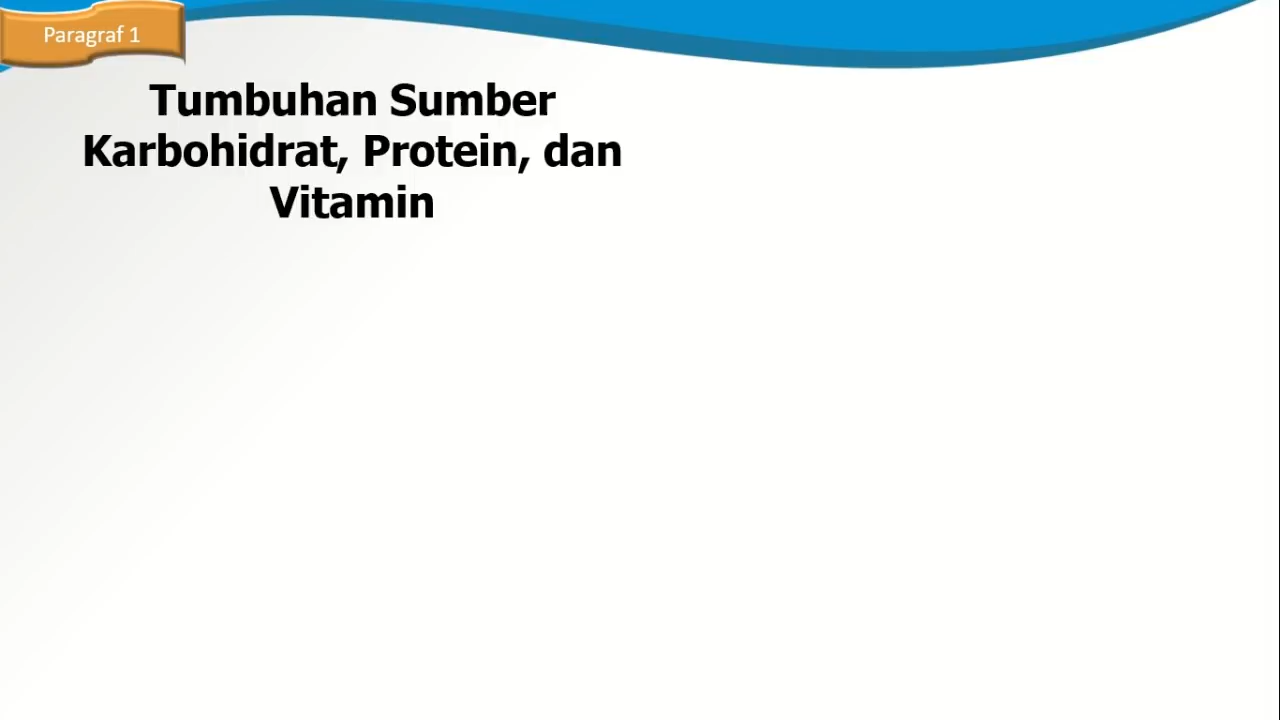 Paragraf 1
Tumbuhan Sumber
Karbohidrat, Protein, dan
Vitamin